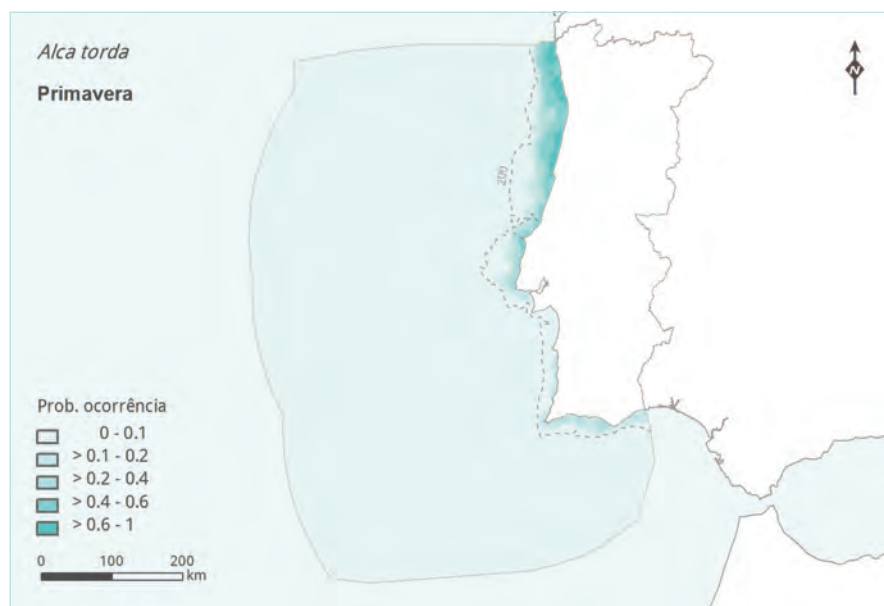 Alca torda
Primavera
N
200
Prob. ocorrência
0 - 0.1
> 0.1 - 0.2
> 0.2 - 0.4
> 0.4 - 0.6
> 0.6 - 1
0 100 200
km